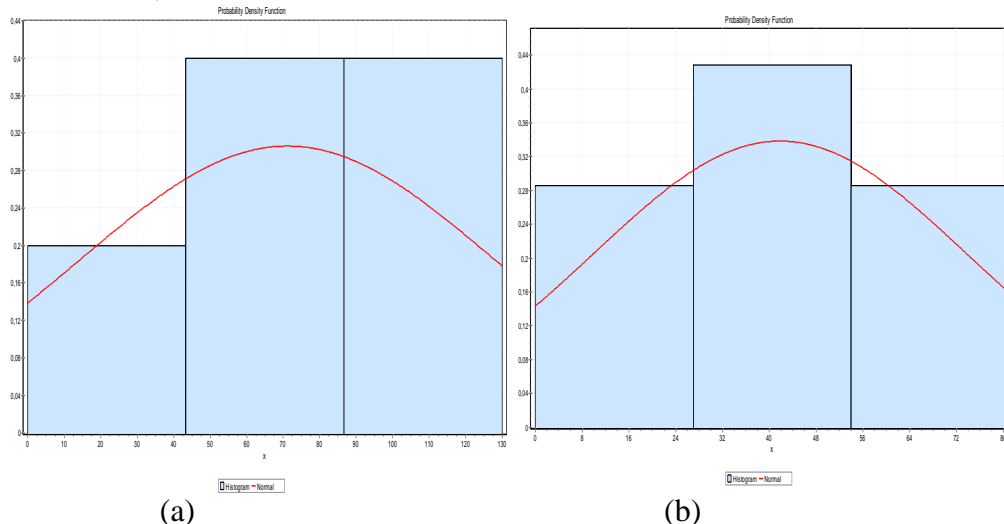 Probability Density Function
0,44
0,4
0,36
0,32
0,28
0,24
0,2
0,16
0,12
0,08
0,04
0
0 10 20 30 40 50 60 70 80 90 100 110 120 130
x
Histogram Normal
(a)
Probability Density Function
0,44
0,4
0,36
0,32
0,28
0,24
0,2
0,16
0,12
0,08
0,04
0
0 8 16 24 32 40 48 56 64 72 80
x
Histogram Normal
(b)